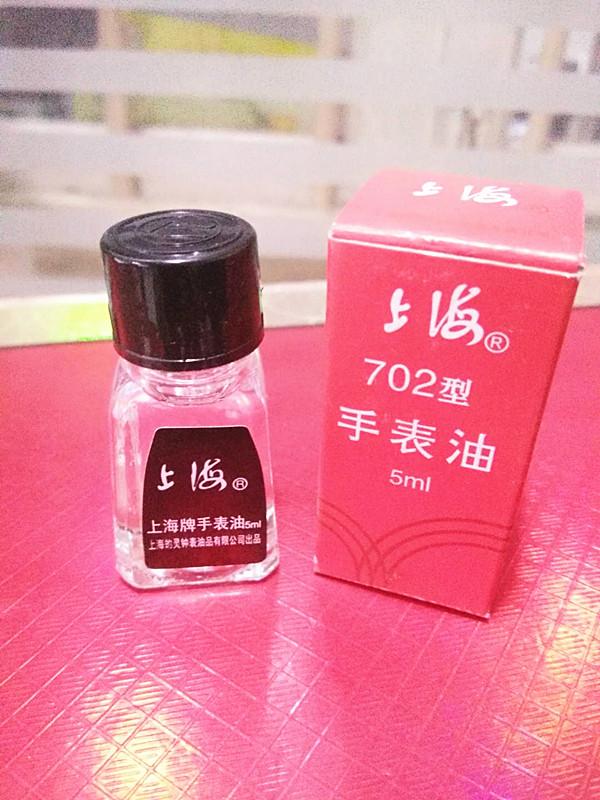 上海®
上海牌手表油5ml
上海昀灵钟表油品有限公司出品
上海
上海®
702型
手表油
5ml